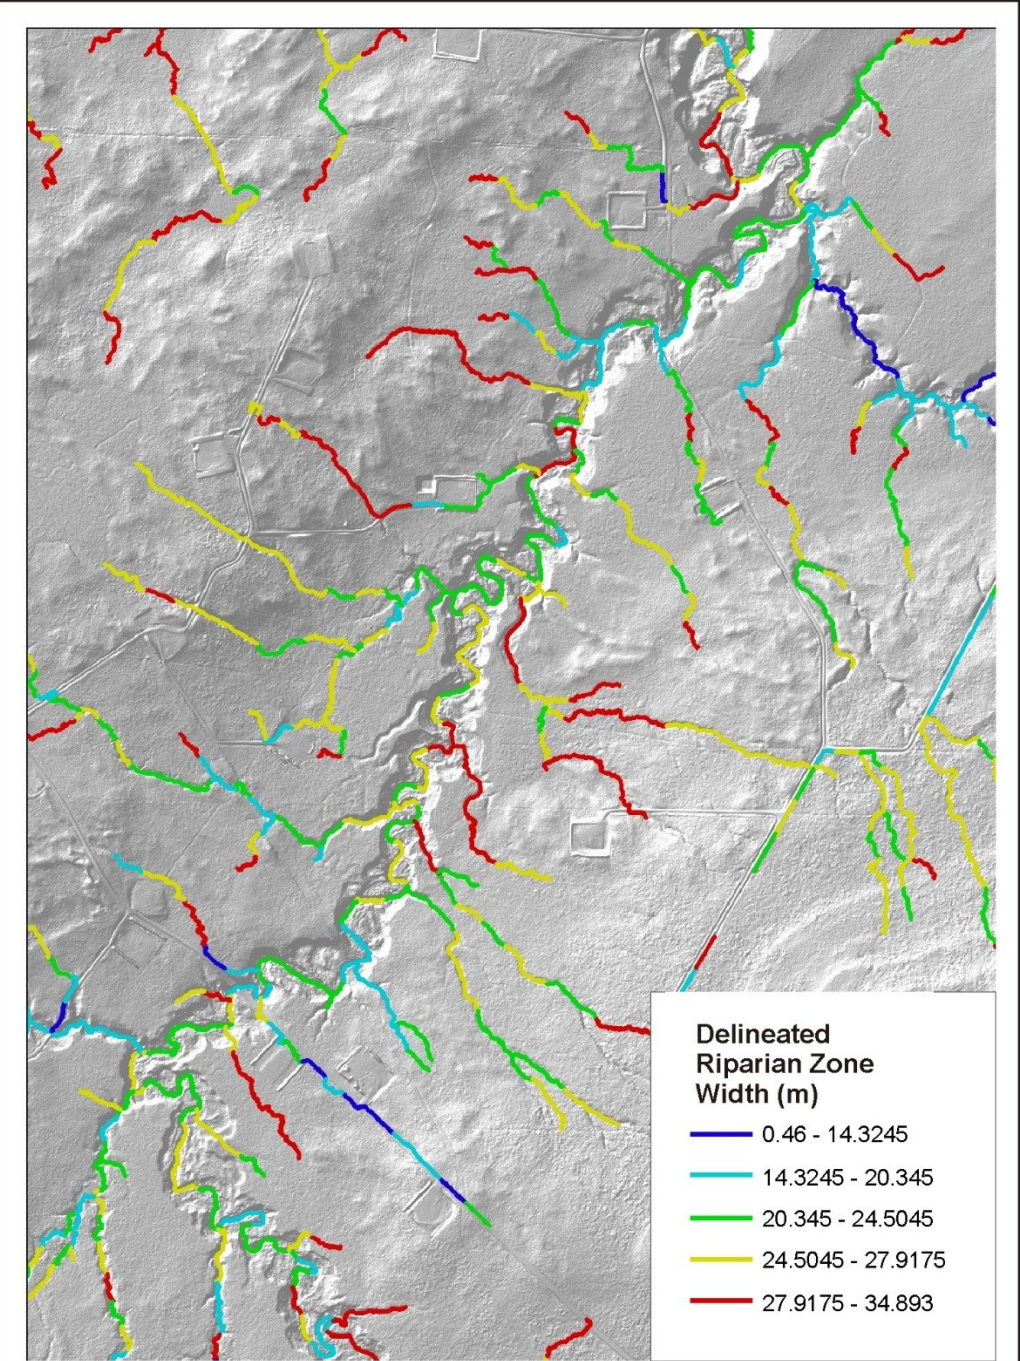 Delineated
Riparian Zone
Width (m)
0.46 - 14.3245
14.3245 - 20.345
20.345 - 24.5045
24.5045 - 27.9175
27.9175 - 34.893